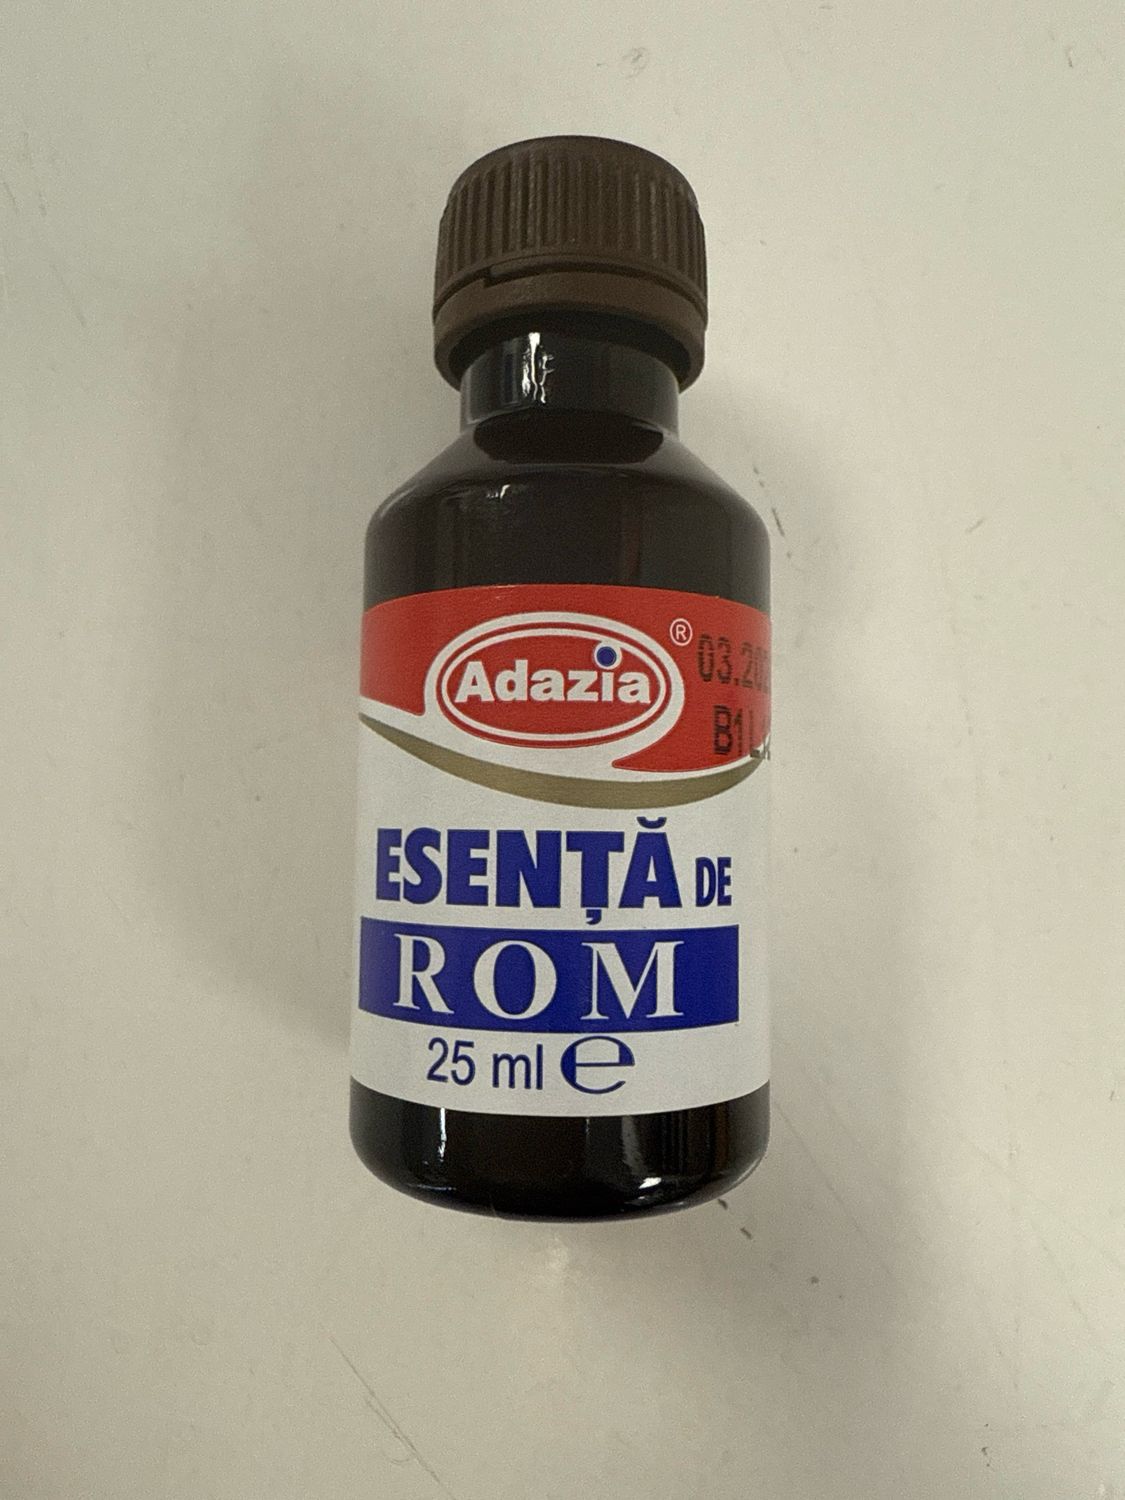 Adazia ®
ESENȚĂ DE
ROM
25 ml ℮